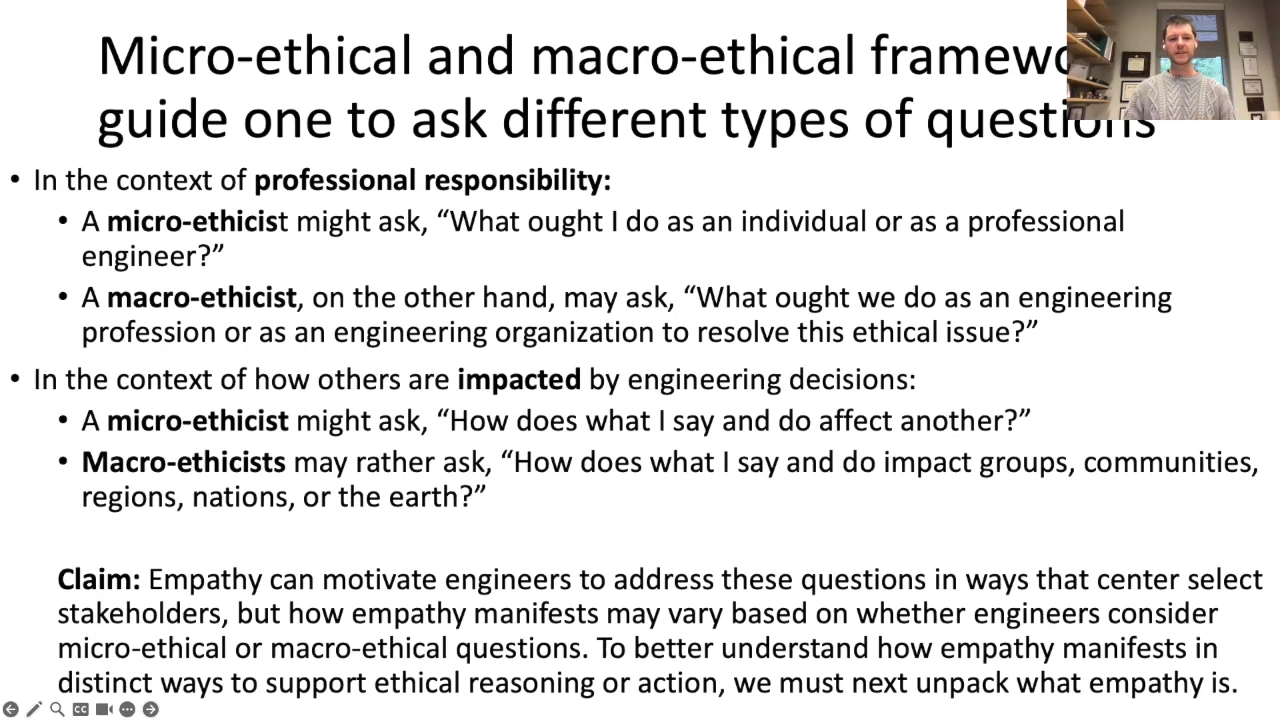 Micro-ethical and macro-ethical
guide one to ask different types of questions
• In the context of professional responsibility:
• A micro-ethicist might ask, “What ought I do as an individual or as a professional
engineer?”
• A macro-ethicist, on the other hand, may ask, “What ought we do as an engineering
profession or as an engineering organization to resolve this ethical issue?”
• In the context of how others are impacted by engineering decisions:
• A micro-ethicist might ask, “How does what I say and do affect another?”
• Macro-ethicists may rather ask, “How does what I say and do impact groups, communities,
regions, nations, or the earth?”
Claim: Empathy can motivate engineers to address these questions in ways that center select
stakeholders, but how empathy manifests may vary based on whether engineers consider
micro-ethical or macro-ethical questions. To better understand how empathy manifests in
distinct ways to support ethical reasoning or action, we must next unpack what empathy is.
CC